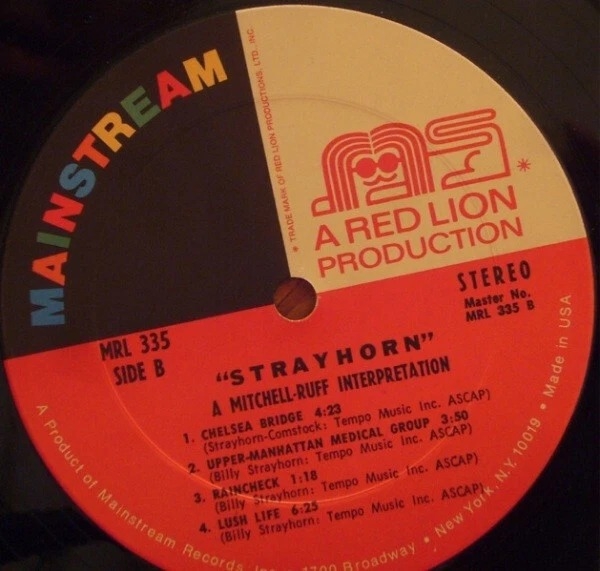 MAINSTREAM
* TRADE MARK OF RED LION PRODUCTIONS, LTD., INC.
*
A RED LION
PRODUCTION
MRL 335
SIDE B
STEREO
Master No.
MRL 335 B
"STRAYHORN"
A MITCHELL-RUFF INTERPRETATION
1. CHELSEA BRIDGE 4:23
(Strayhorn-Comstock: Tempo Music Inc. ASCAP)
2. UPPER-MANHATTAN MEDICAL GROUP 3:50
(Billy Strayhorn: Tempo Music Inc. ASCAP)
3. RAINCHECK 1:18
(Billy Strayhorn: Tempo Music Inc. ASCAP)
4. LUSH LIFE 6:25
(Billy Strayhorn: Tempo Music Inc. ASCAP)
A Product of Mainstream Records, Inc. 1700 Broadway • New York, N.Y. 10019 • Made in USA